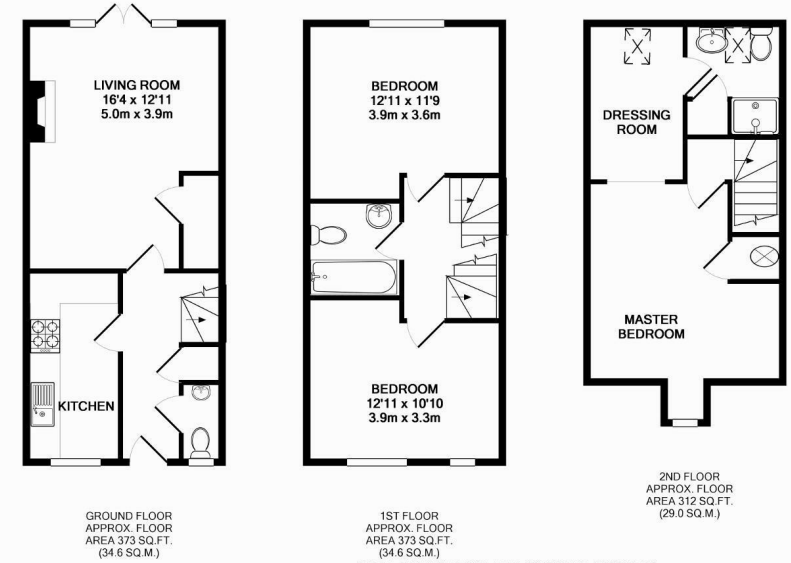 LIVING ROOM
16'4 x 12'11
5.0m x 3.9m
KITCHEN
GROUND FLOOR
APPROX. FLOOR
AREA 373 SQ.FT.
(34.6 SQ.M.)
BEDROOM
12'11 x 11'9
3.9m x 3.6m
BEDROOM
12'11 x 10'10
3.9m x 3.3m
1ST FLOOR
APPROX. FLOOR
AREA 373 SQ.FT.
(34.6 SQ.M.)
DRESSING
ROOM
MASTER
BEDROOM
2ND FLOOR
APPROX. FLOOR
AREA 312 SQ.FT.
(29.0 SQ.M.)